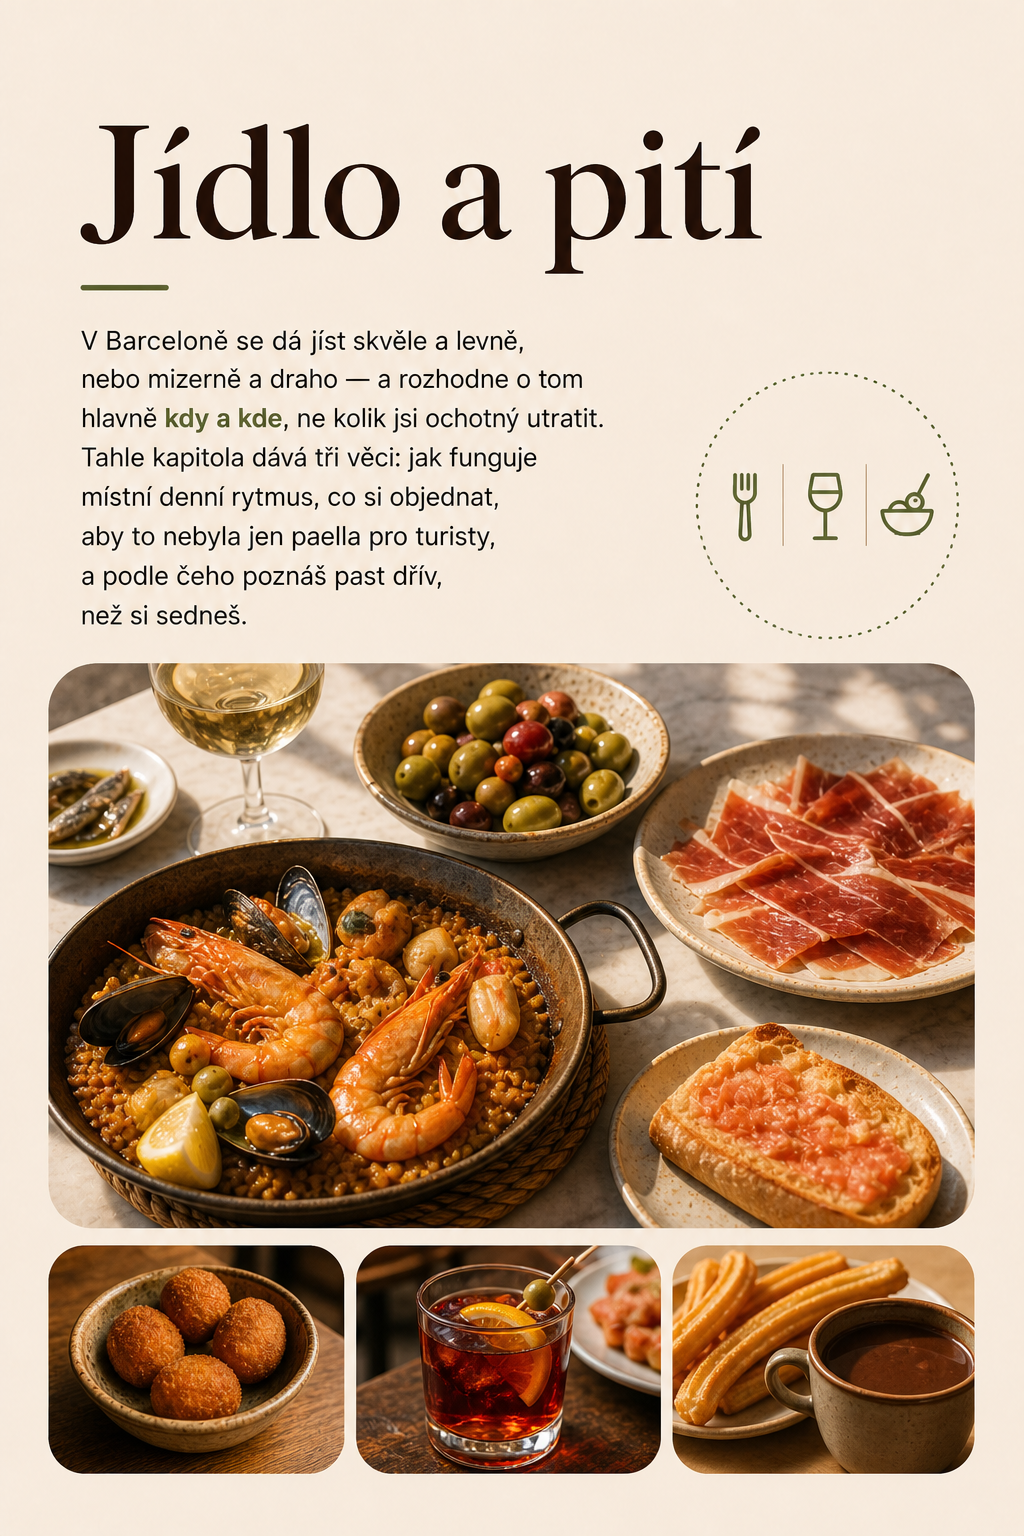 Jídlo a pití
V Barceloně se dá jíst skvěle a levně,
nebo mizerně a draho — a rozhodne o tom
hlavně kdy a kde, ne kolik jsi ochotný utratit.
Tahle kapitola dává tři věci: jak funguje
místní denní rytmus, co si objednat,
aby to nebyla jen paella pro turisty,
a podle čeho poznáš past dřív,
než si sedneš.